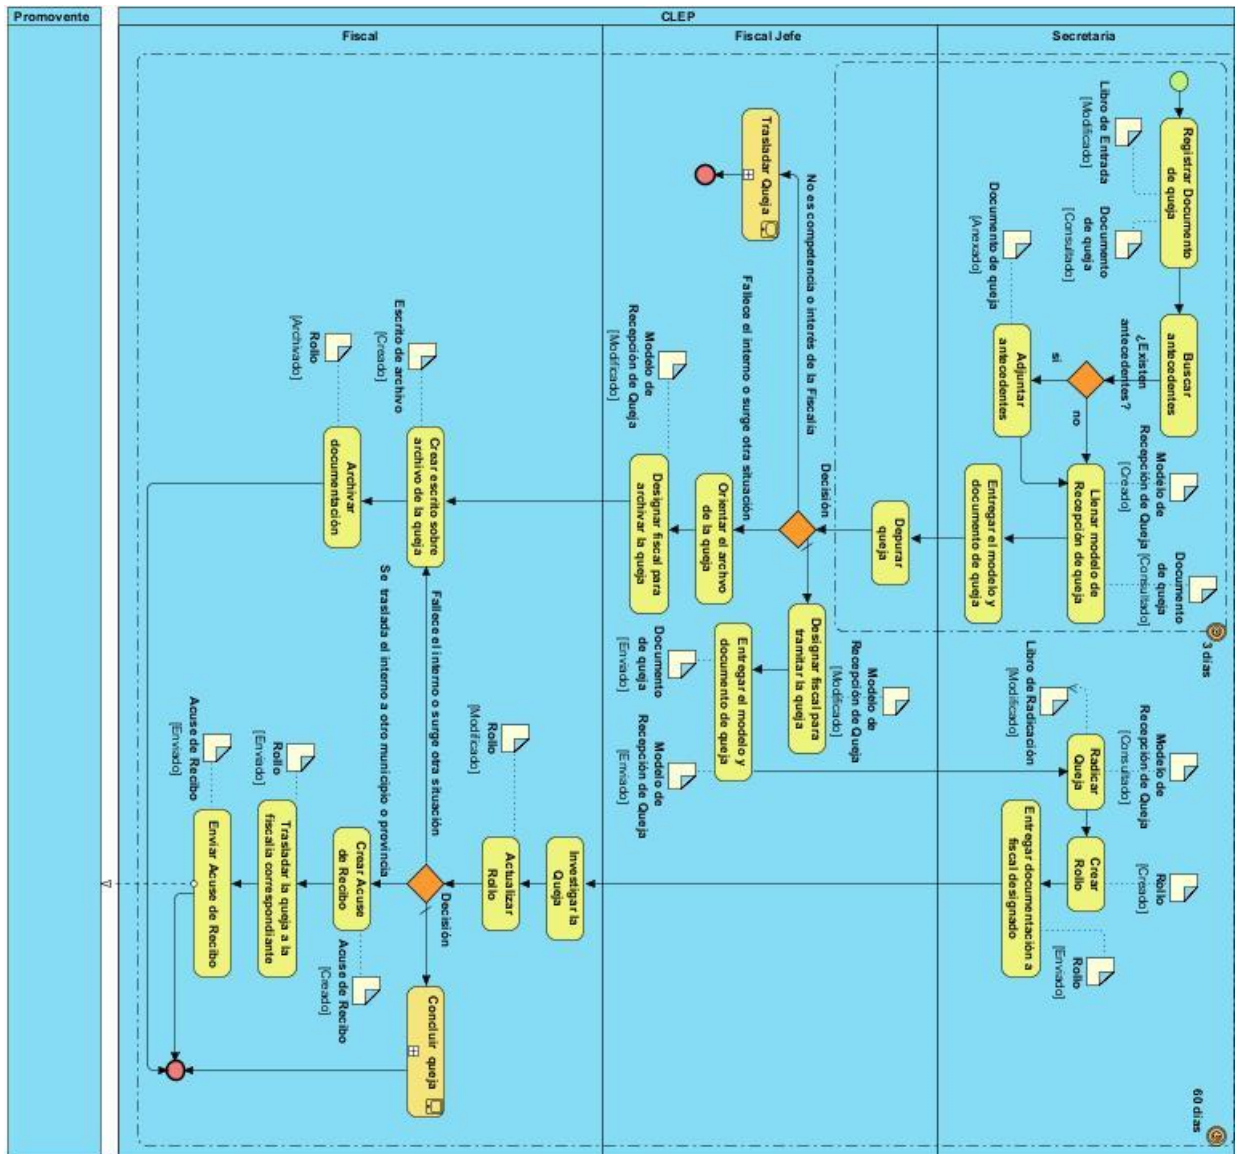 Promovente
CLEP
Fiscal
Fiscal Jefe
Secretaria
Registrar Documento
de queja
Libro de Entrada
[Modificado]
Documento
de queja
[Consultado]
Buscar
antecedentes
¿Existen
antecedentes?
si
no
Adjuntar
antecedentes
Documento de queja
[Anexado]
Modelo de
Recepción de Queja
[Creado]
Llenar modelo de
Recepción de queja
Documento
de queja
[Consultado]
Entregar el modelo y
documento de queja
3 días
Depurar
queja
Decisión
No es competencia o interés de la Fiscalía
Trasladar Queja
Fallece el interno o surge otra situación
Orientar el archvo
de la queja
Designar fiscal para
archivar la queja
Modelo de
Recepción de Queja
[Modificado]
Designar fiscal para
tramitar la queja
Modelo de
Recepción de Queja
[Modificado]
Entregar el modelo y
documento de queja
Documento
de queja
[Enviado]
Modelo de
Recepción de Queja
[Enviado]
Radicar
Queja
Libro de Radicación
[Modificado]
Modelo de
Recepción de Queja
[Consultado]
Crear
Rollo
Rollo
[Creado]
Entregar documentación a
fiscal designado
Rollo
[Enviado]
60 días
Investigar la
Queja
Actualizar
Rollo
Rollo
[Modificado]
Decisión
Fallece el interno o surge otra situación
Se traslada el interno a otro municipio o provincia
Crear escrito sobre
archivo de la queja
Escrito de archivo
[Creado]
Archivar
documentación
Rollo
[Archivado]
Crear Acuse
de Recibo
Acuse de Recibo
[Creado]
Trasladar la queja a la
fiscalia correspondiante
Rollo
[Enviado]
Enviar Acuse de Recibo
Acuse de Recibo
[Enviado]
Concluir queja